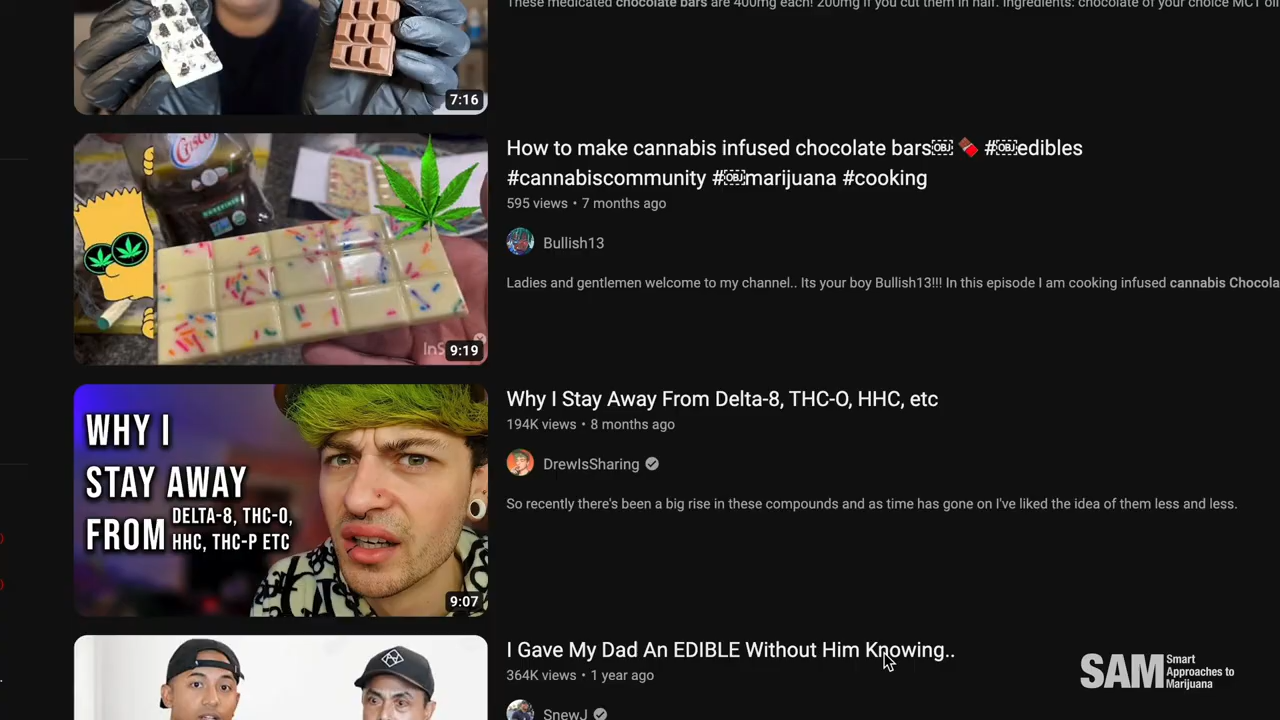 These medicated chocolate bars are 400mg each! 200mg if you cut them in half. Ingredients: chocolate of your choice MCT oil
7:16
How to make cannabis infused chocolate bars￼ 🍫 #￼edibles
#cannabiscommunity #￼marijuana #cooking
595 views • 7 months ago
Bullish13
Ladies and gentlemen welcome to my channel.. Its your boy Bullish13!!! In this episode I am cooking infused cannabis Chocola
Crisco
InS
9:19
Why I Stay Away From Delta-8, THC-O, HHC, etc
194K views • 8 months ago
DrewIsSharing
So recently there's been a big rise in these compounds and as time has gone on I've liked the idea of them less and less.
WHY I
STAY AWAY
FROM DELTA-8, THC-O,
HHC, THC-P ETC
9:07
I Gave My Dad An EDIBLE Without Him Knowing..
364K views • 1 year ago
SnewJ
SAM Smart
Approaches to
Marijuana